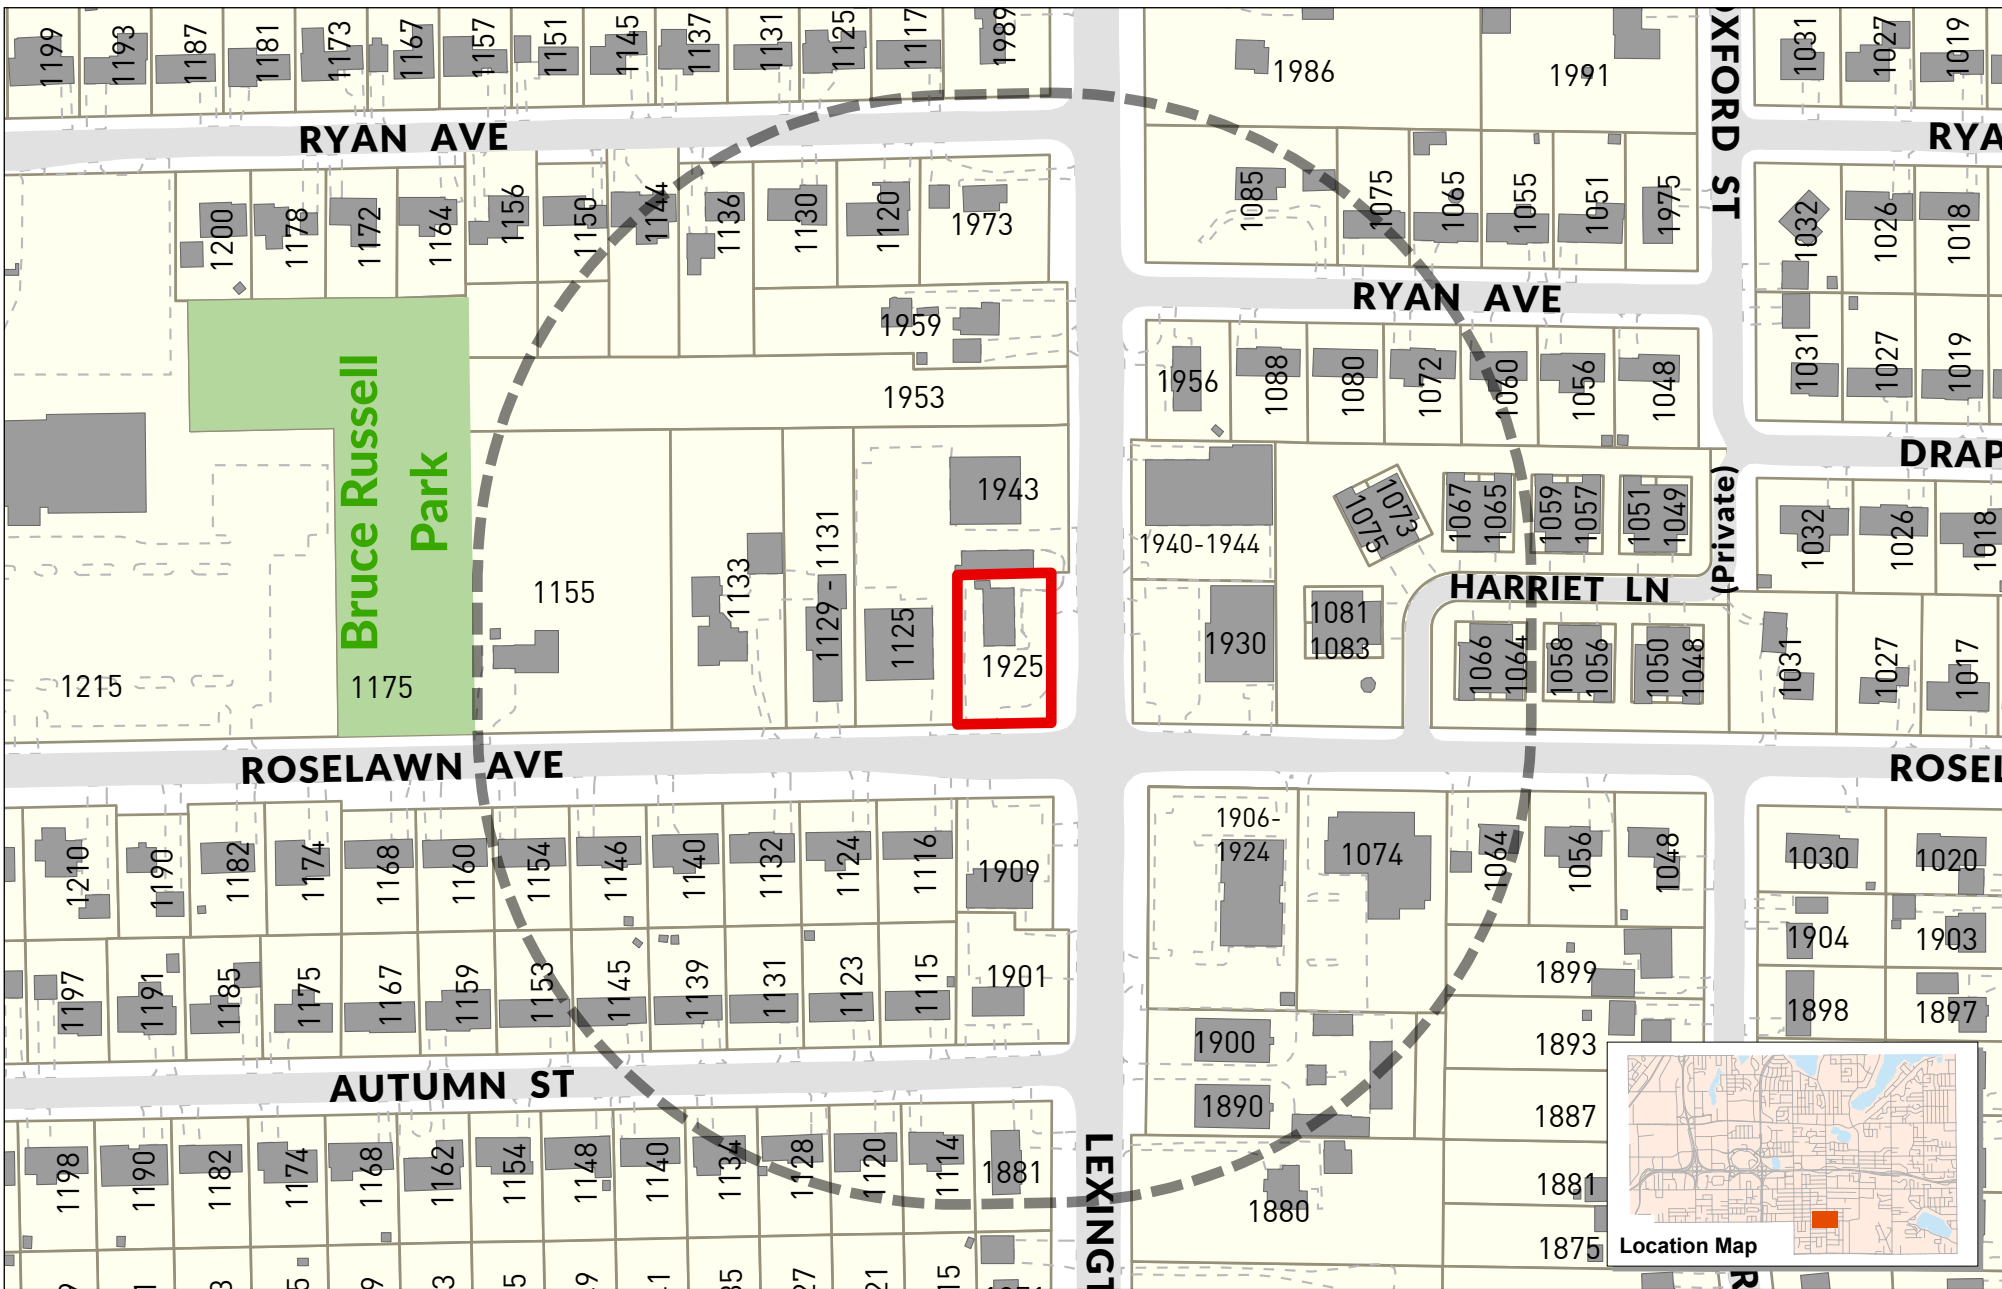 1199 1193 1187 1181 1173 1167 1157 1151 1145 1137 1131 1125 1117 1989
1986 1991
OXFORD ST
1031 1027 1019
RYAN AVE
RYA
1200 1178 1172 1164 1156 1150 1144 1136 1130 1120 1973
1085 1075 1065 1055 1051 1975
1032 1026 1018
RYAN AVE
1959
1953
1956 1088 1080 1072 1060 1056 1048
1031 1027 1019
Bruce Russell
Park
DRAP
1943
1940-1944
1075 1073
1067 1065 1059 1057 1051 1049
(Private)
1032 1026 1018
HARRIET LN
1155 1133 1129 - 1131 1125
1925
1930
1081
1083
1066 1064 1058 1056 1050 1048
1031 1027 1017
1215 1175
ROSELAWN AVE
ROSEL
1210 1190 1182 1174 1168 1160 1154 1146 1140 1132 1124 1116 1909
1906-
1924
1074 1064 1056 1048
1030 1020
1904 1903
1197 1191 1185 1175 1167 1159 1153 1145 1139 1131 1123 1115 1901
1899
1898 1897
1900
1893
AUTUMN ST
1890
1887
1198 1190 1182 1174 1168 1162 1154 1148 1140 1134 1128 1120 1114 1881
LEXINGT
1880
1881
1875
Location Map